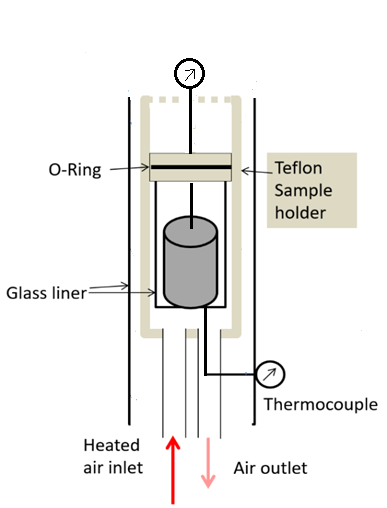 O-Ring
Teflon
Sample
holder
Glass liner
Thermocouple
Heated
air inlet
Air outlet